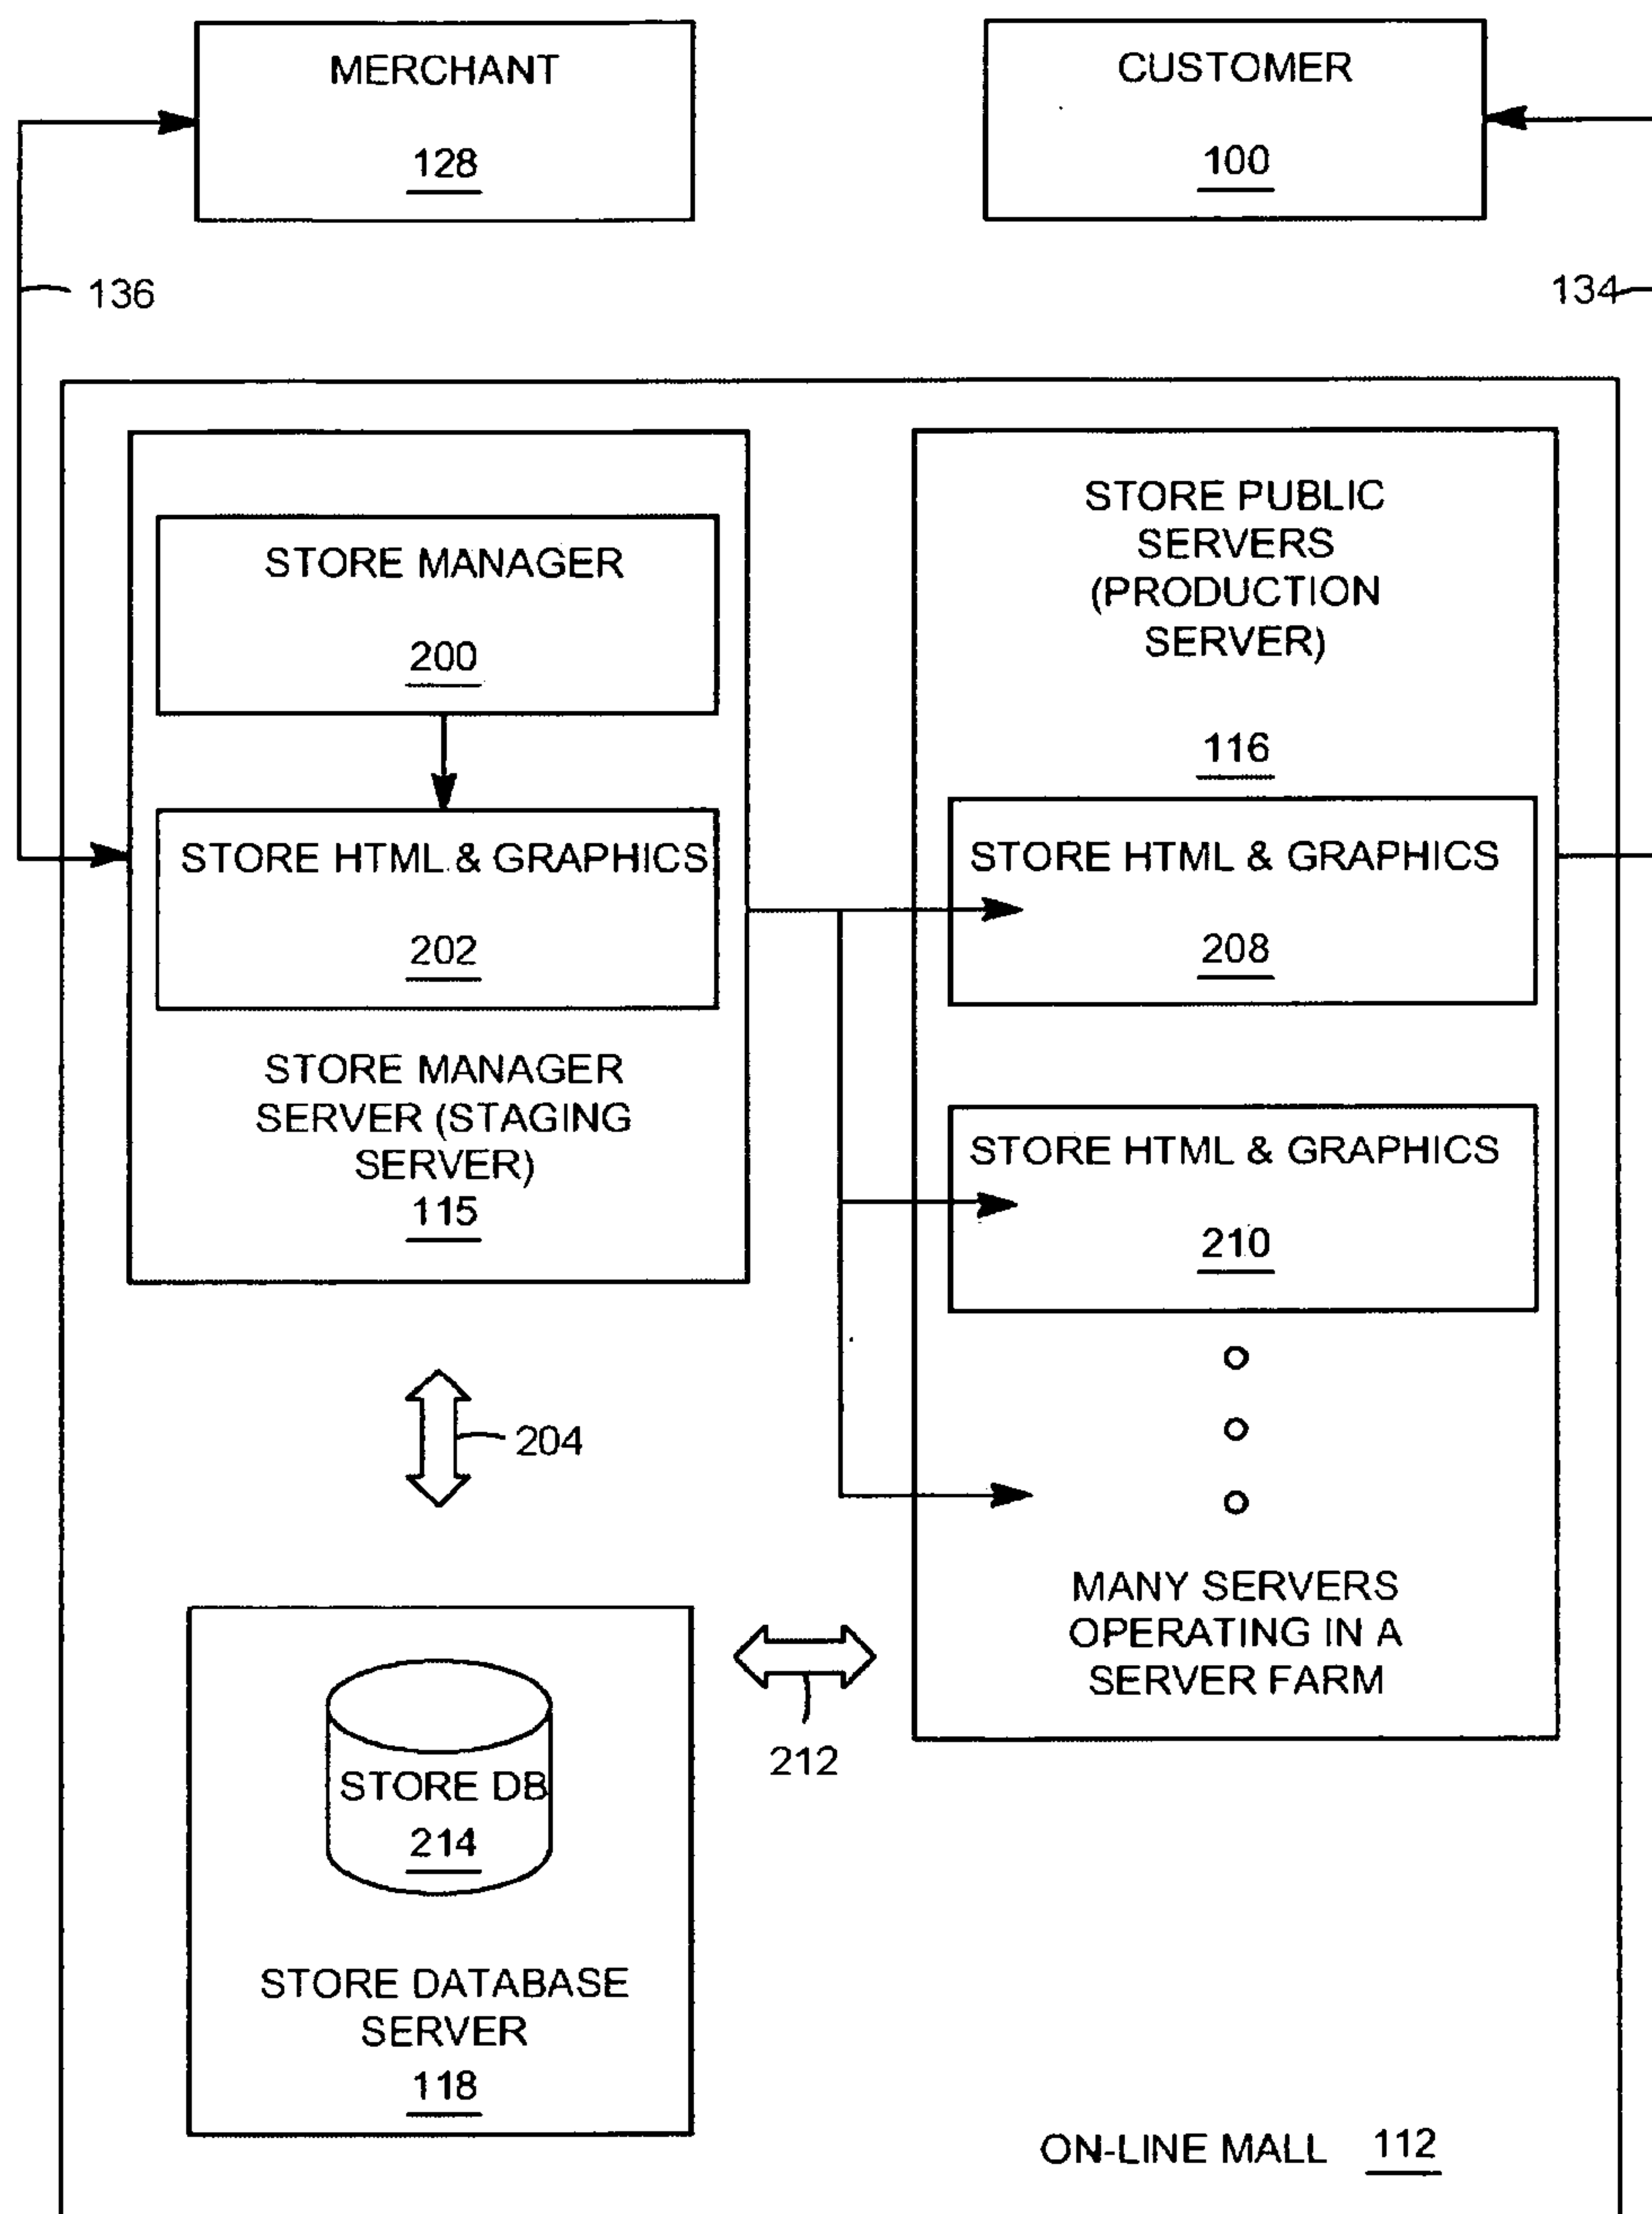 MERCHANT
128
CUSTOMER
100
136
134
STORE MANAGER
200
STORE HTML & GRAPHICS
202
STORE MANAGER
SERVER (STAGING
SERVER)
115
STORE PUBLIC
SERVERS
(PRODUCTION
SERVER)
116
STORE HTML & GRAPHICS
208
STORE HTML & GRAPHICS
210
MANY SERVERS
OPERATING IN A
SERVER FARM
204
212
STORE DB
214
STORE DATABASE
SERVER
118
ON-LINE MALL 112